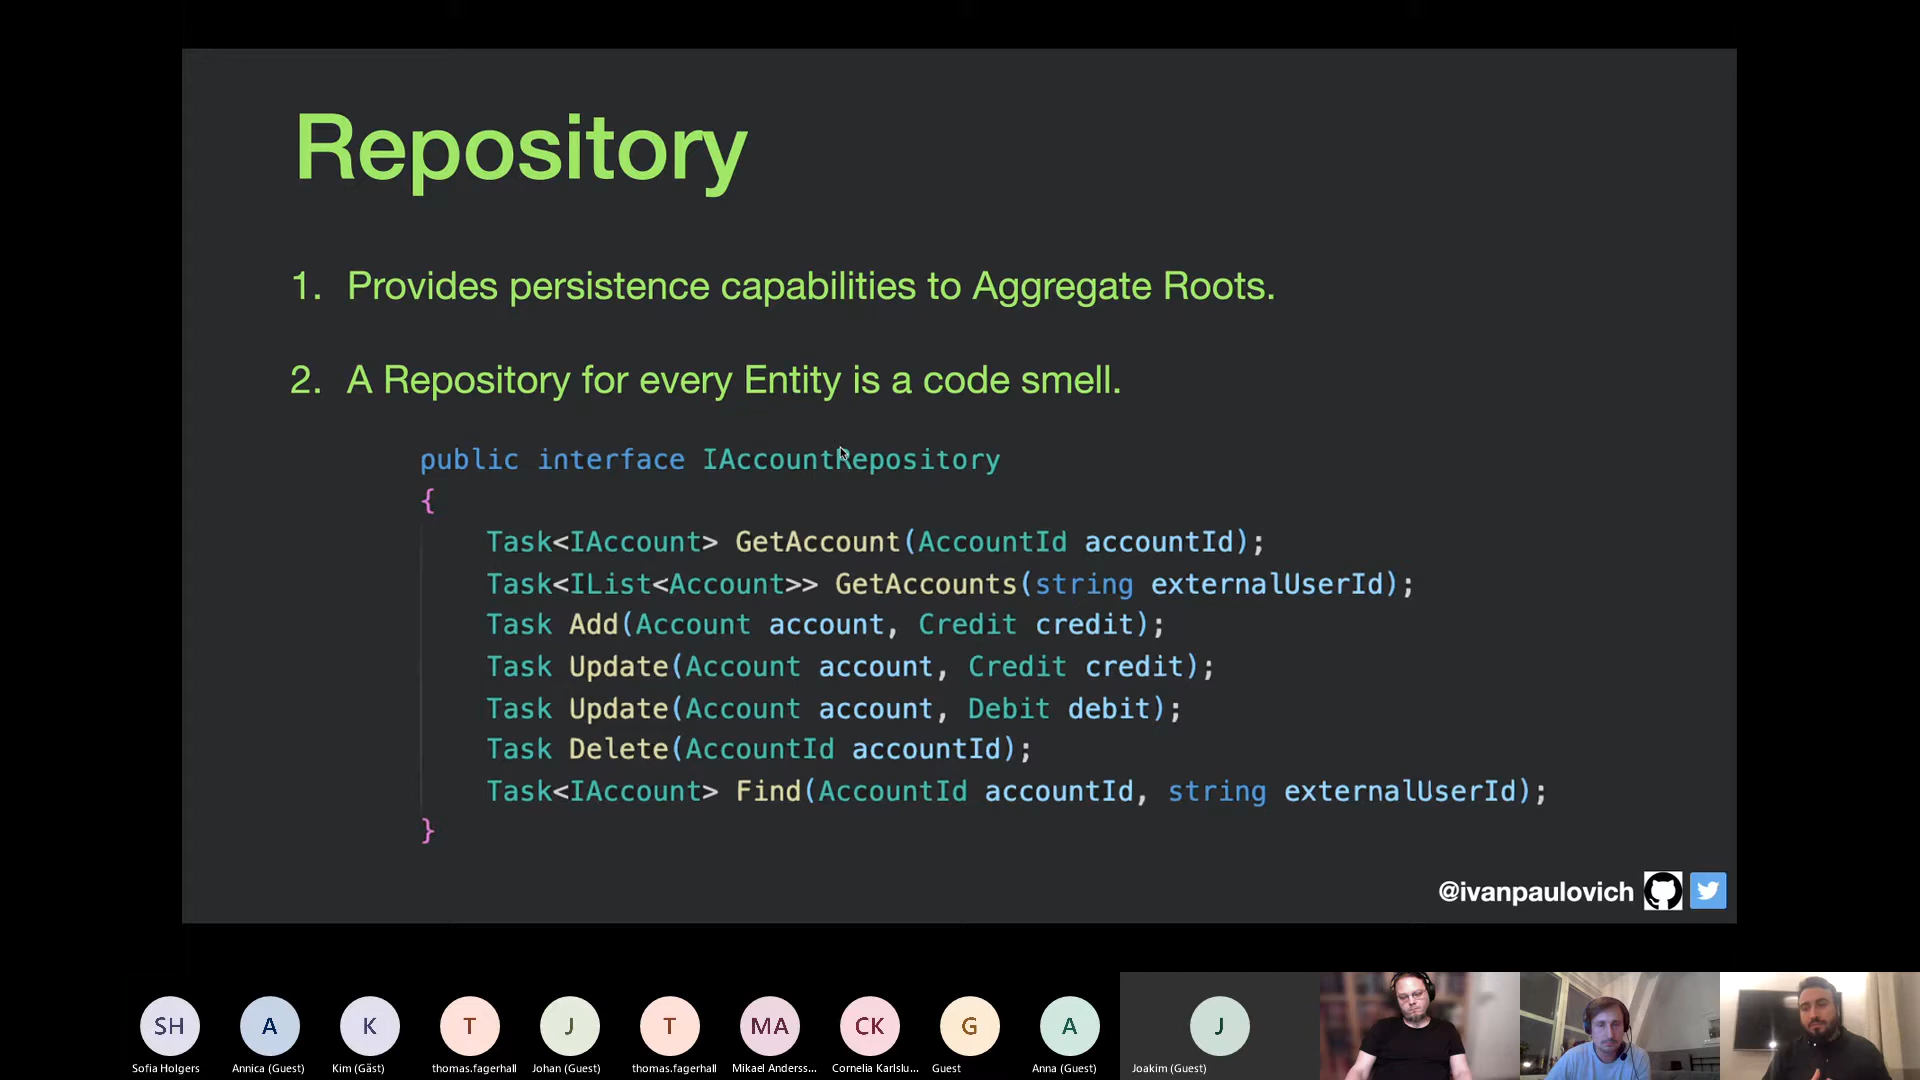 Repository
1. Provides persistence capabilities to Aggregate Roots.
2. A Repository for every Entity is a code smell.
public interface IAccountRepository
{
Task<IAccount> GetAccount(AccountId accountId);
Task<IList<Account>> GetAccounts(string externalUserId);
Task Add(Account account, Credit credit);
Task Update(Account account, Credit credit);
Task Update(Account account, Debit debit);
Task Delete(AccountId accountId);
Task<IAccount> Find(AccountId accountId, string externalUserId);
}
@ivanpaulovich
SH A K T J T MA CK G A J
Sofia Holgers Annica (Guest) Kim (Gäst) thomas.fagerhall Johan (Guest) thomas.fagerhall Mikael Anderss... Cornelia Karlslu... Guest Anna (Guest) Joakim (Guest)